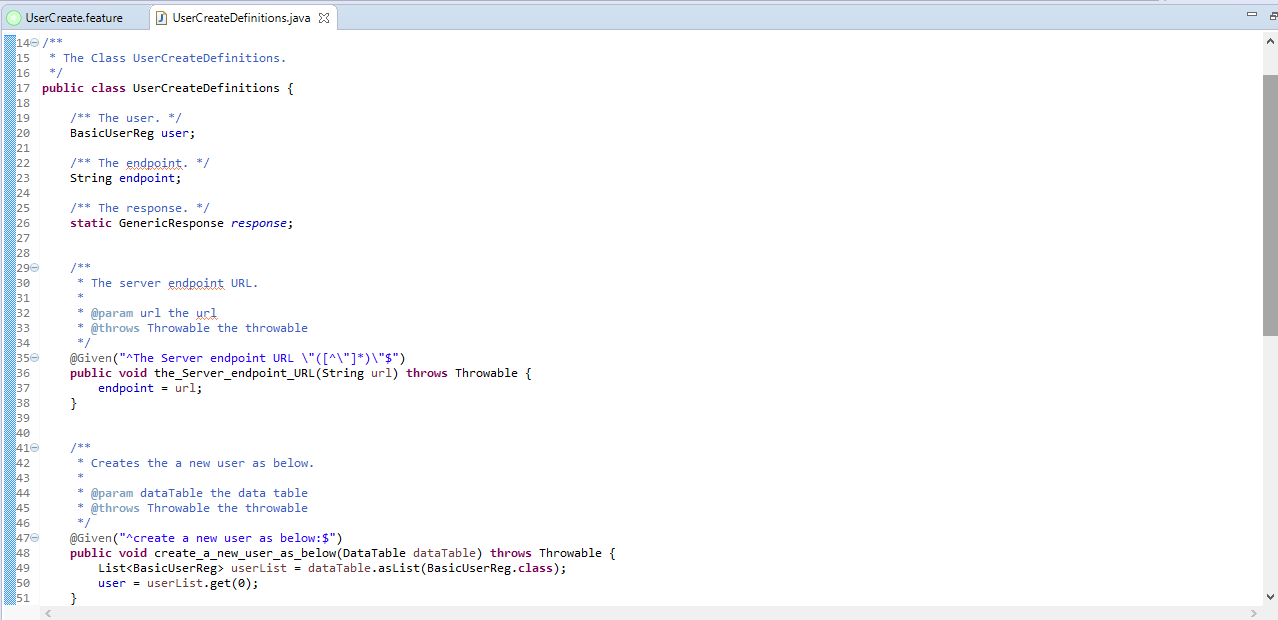 UserCreate.feature UserCreateDefinitions.java
14 /**
15 * The Class UserCreateDefinitions.
16 */
17 public class UserCreateDefinitions {
18
19 /** The user. */
20 BasicUserReg user;
21
22 /** The endpoint. */
23 String endpoint;
24
25 /** The response. */
26 static GenericResponse response;
27
28
29 /**
30 * The server endpoint URL.
31 *
32 * @param url the url
33 * @throws Throwable the throwable
34 */
35 @Given("^The Server endpoint URL \"([^\"]*)\"$")
36 public void the_Server_endpoint_URL(String url) throws Throwable {
37 endpoint = url;
38 }
39
40
41 /**
42 * Creates the a new user as below.
43 *
44 * @param dataTable the data table
45 * @throws Throwable the throwable
46 */
47 @Given("^create a new user as below:$")
48 public void create_a_new_user_as_below(DataTable dataTable) throws Throwable {
49 List<BasicUserReg> userList = dataTable.asList(BasicUserReg.class);
50 user = userList.get(0);
51 }